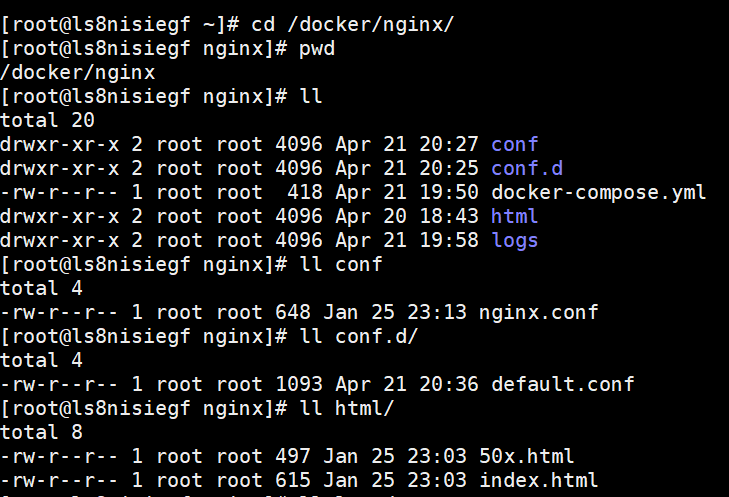 [root@ls8nisiegf ~]# cd /docker/nginx/
[root@ls8nisiegf nginx]# pwd
/docker/nginx
[root@ls8nisiegf nginx]# ll
total 20
drwxr-xr-x 2 root root 4096 Apr 21 20:27 conf
drwxr-xr-x 2 root root 4096 Apr 21 20:25 conf.d
-rw-r--r-- 1 root root  418 Apr 21 19:50 docker-compose.yml
drwxr-xr-x 2 root root 4096 Apr 20 18:43 html
drwxr-xr-x 2 root root 4096 Apr 21 19:58 logs
[root@ls8nisiegf nginx]# ll conf
total 4
-rw-r--r-- 1 root root 648 Jan 25 23:13 nginx.conf
[root@ls8nisiegf nginx]# ll conf.d/
total 4
-rw-r--r-- 1 root root 1093 Apr 21 20:36 default.conf
[root@ls8nisiegf nginx]# ll html/
total 8
-rw-r--r-- 1 root root 497 Jan 25 23:03 50x.html
-rw-r--r-- 1 root root 615 Jan 25 23:03 index.html